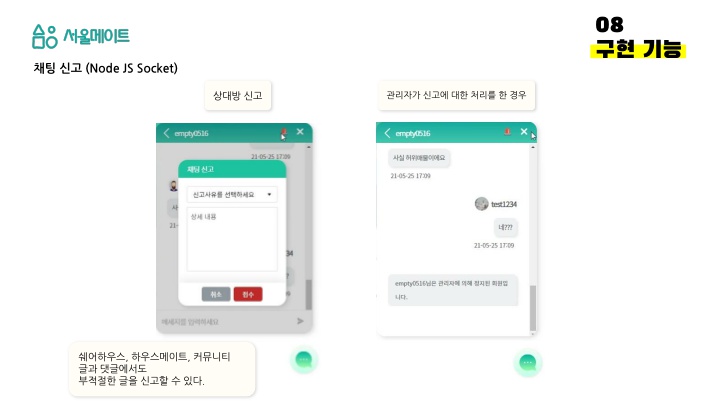 서울메이트
08
구현 기능
채팅 신고 (Node JS Socket)
상대방 신고
관리자가 신고에 대한 처리를 한 경우
empty0516
21-05-25 17:09
채팅 신고
신고사유를 선택하세요
상세 내용
사
21-
34
?
09
취소
접수
메세지를 입력하세요
empty0516
사실 허위매물이에요
21-05-25 17:09
test1234
네???
21-05-25 17:09
empty0516님은 관리자에 의해 정지된 회원입
니다.
쉐어하우스, 하우스메이트, 커뮤니티
글과 댓글에서도
부적절한 글을 신고할 수 있다.